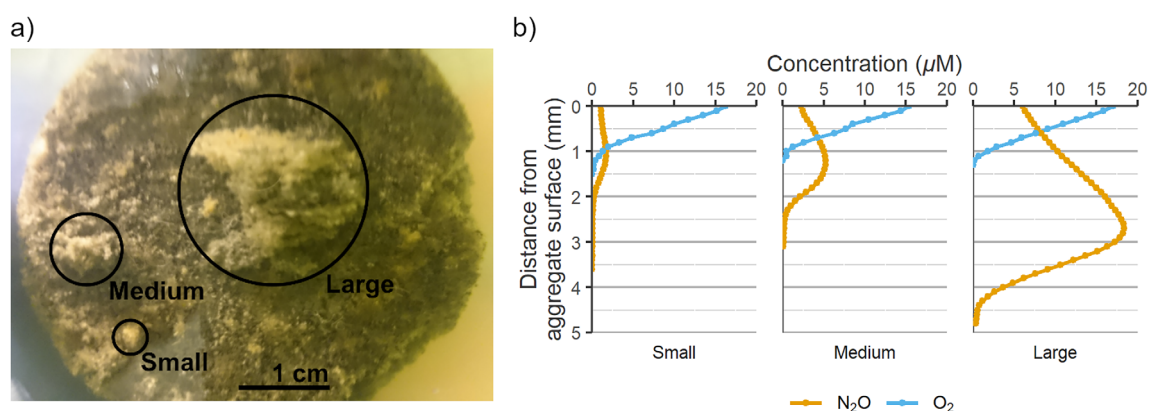 a)
Large
Medium
Small
1 cm
b)
Concentration (µM)
0 5 10 15 20 0 5 10 15 20 0 5 10 15 20
Distance from
aggregate surface (mm)
0
1
2
3
4
5
Small Medium Large
N₂O O₂